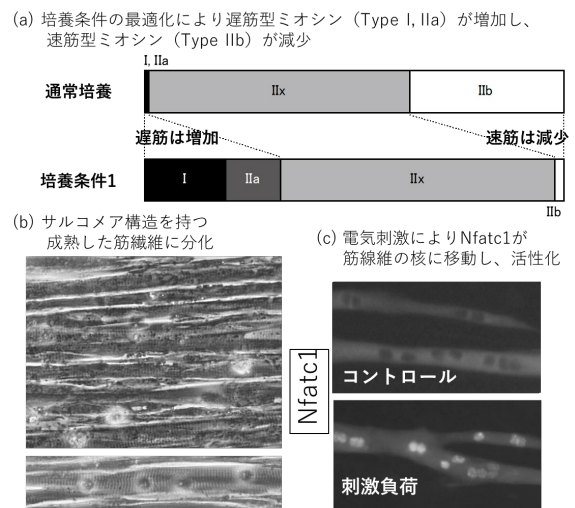 (a) 培養条件の最適化により遅筋型ミオシン（Type I, IIa）が増加し、
速筋型ミオシン（Type IIb）が減少
I, IIa
通常培養
IIx
IIb
遅筋は増加
速筋は減少
培養条件1
I
IIa
IIx
IIb
(b) サルコメア構造を持つ
成熟した筋繊維に分化
(c) 電気刺激によりNfatc1が
筋線維の核に移動し、活性化
Nfatc1
コントロール
刺激負荷